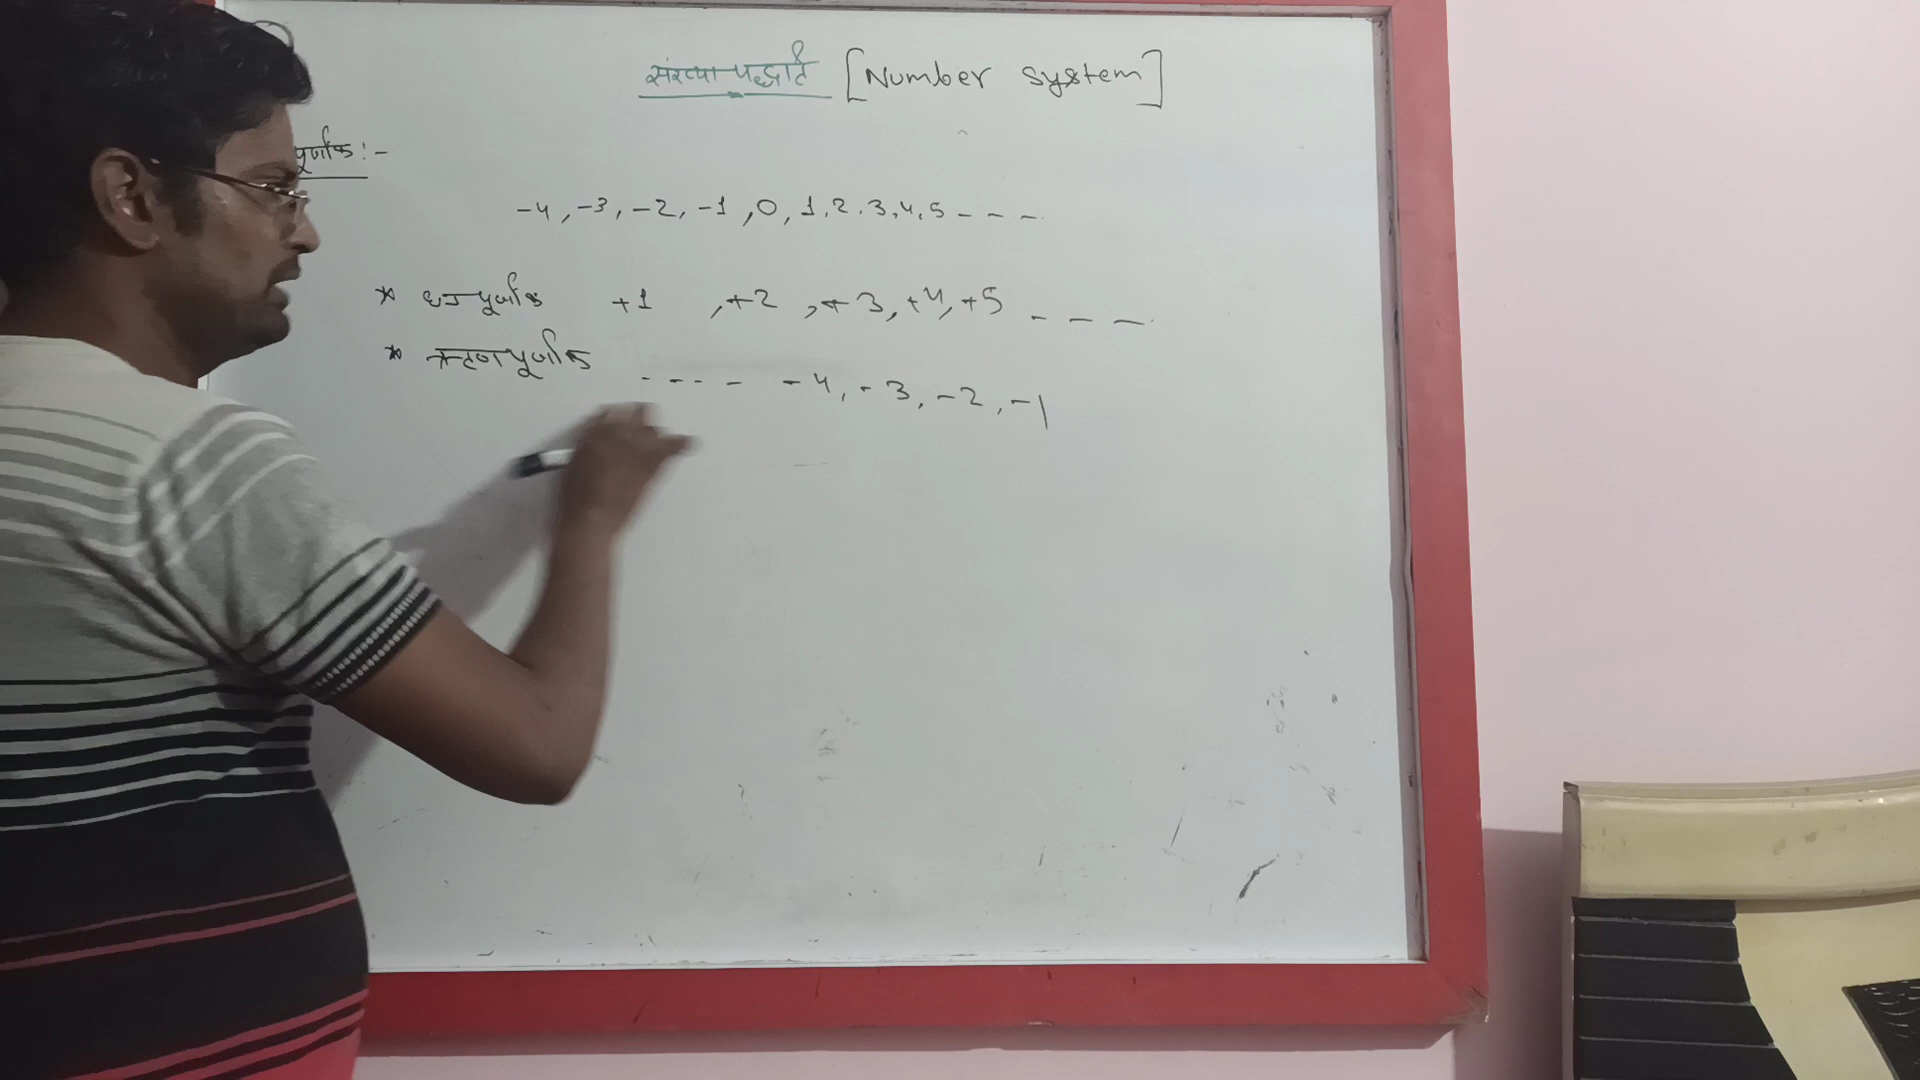 संख्या पद्धति [Number system]
पूर्णांक :-
-4, -3, -2, -1, 0, 1, 2, 3, 4, 5 - - -
* धन पूर्णांक +1 , +2 , + 3, +4, +5 - - -
* ऋण पूर्णांक - - - - - 4, - 3, - 2, - 1